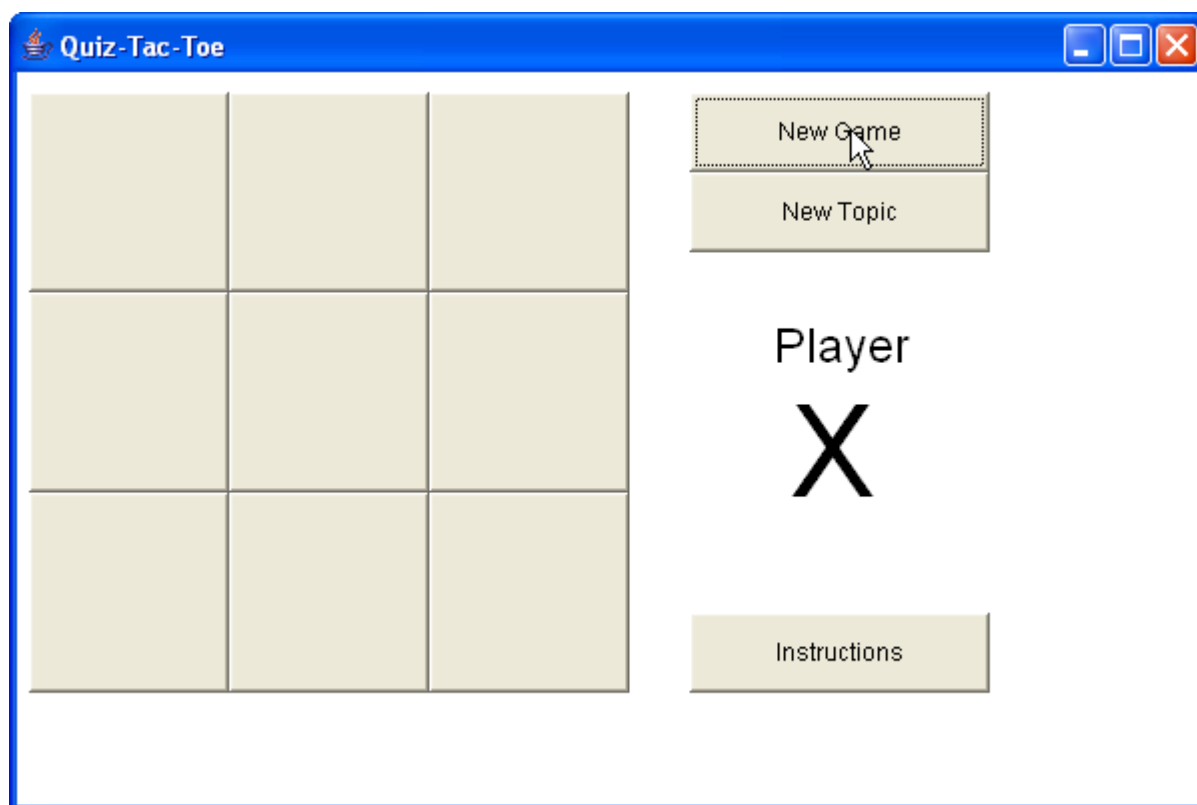 Quiz-Tac-Toe
New Game
New Topic
Player
X
Instructions